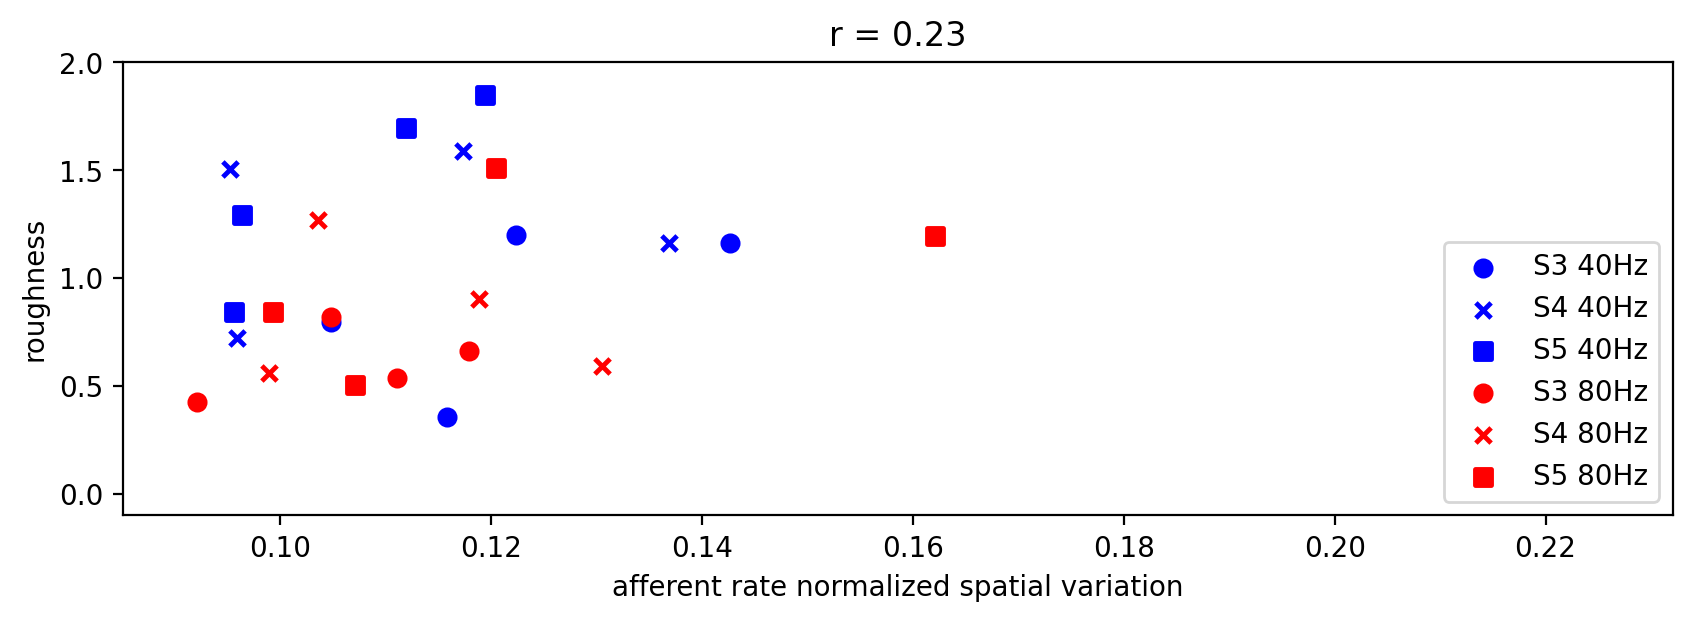 r = 0.23
2.0
1.5
1.0
0.5
0.0
roughness
S3 40Hz
S4 40Hz
S5 40Hz
S3 80Hz
S4 80Hz
S5 80Hz
0.10 0.12 0.14 0.16 0.18 0.20 0.22
afferent rate normalized spatial variation